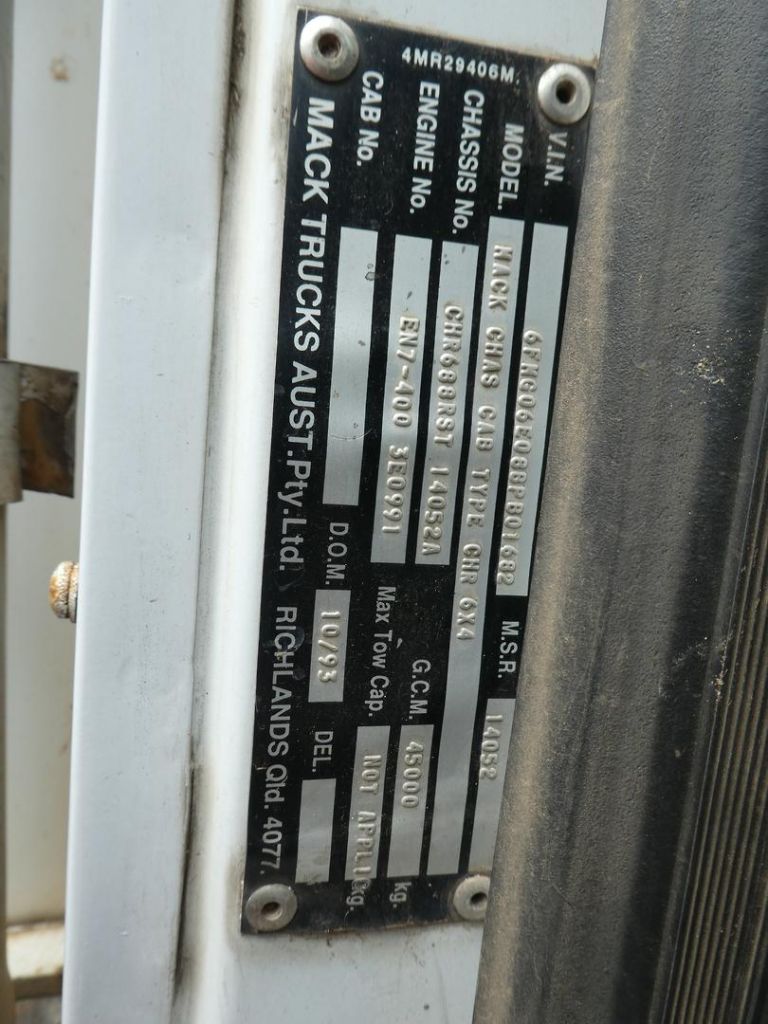 4MR29406M.
V.I.N. 6FMG06E088PB01682 M.S.R. 14052
MODEL. MACK CHAS CAB TYPE CHR 6X4
CHASSIS No. CHR688RST 14052A G.C.M. 45000 kg.
ENGINE No. EN7-400 3E0991 Max Tow Cap. NOT APPLIC kg.
CAB No. D.O.M. 10/93 DEL.
MACK TRUCKS AUST.Pty.Ltd. RICHLANDS Qld. 4077.